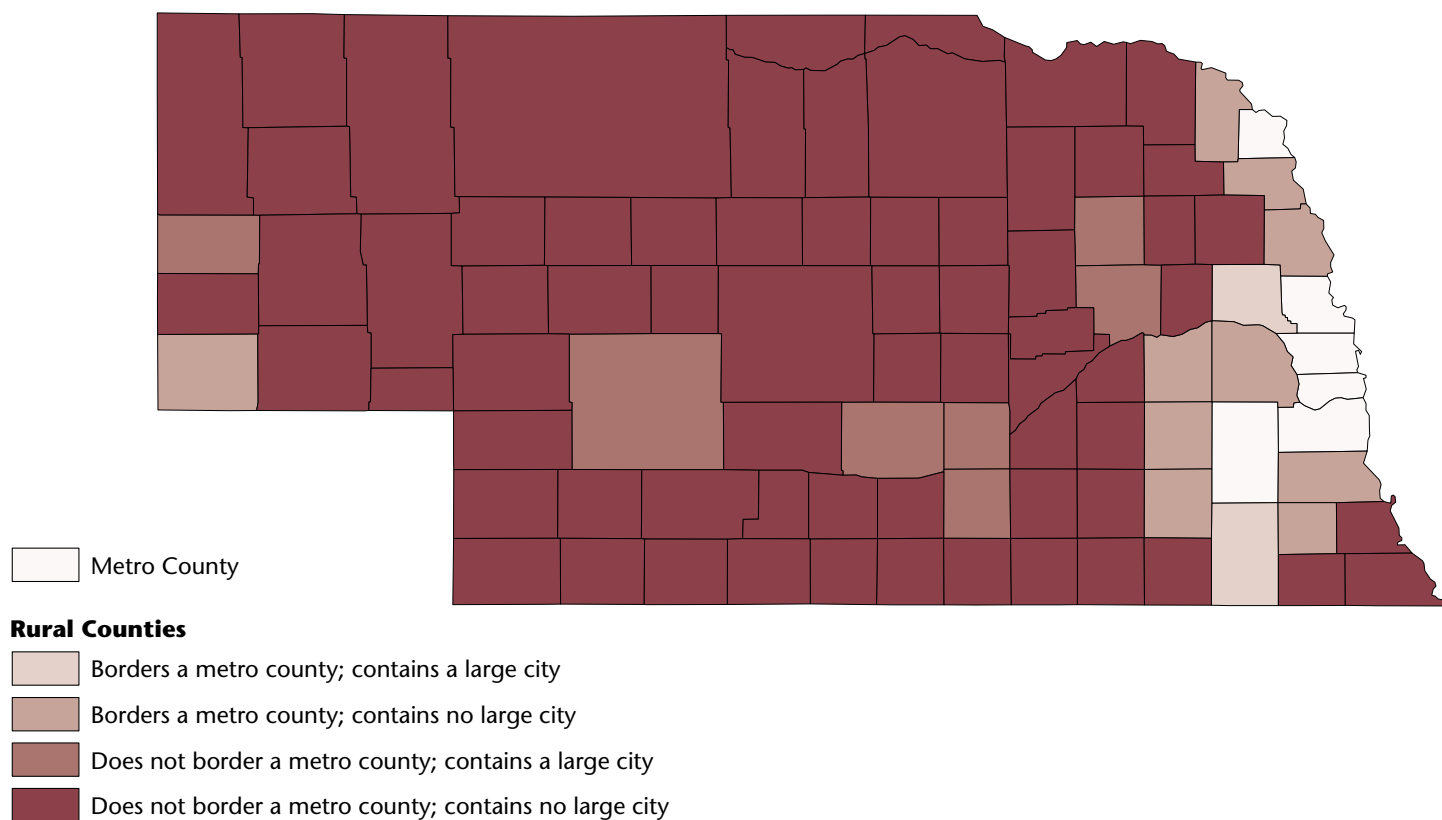 Metro County
Rural Counties
Borders a metro county; contains a large city
Borders a metro county; contains no large city
Does not border a metro county; contains a large city
Does not border a metro county; contains no large city